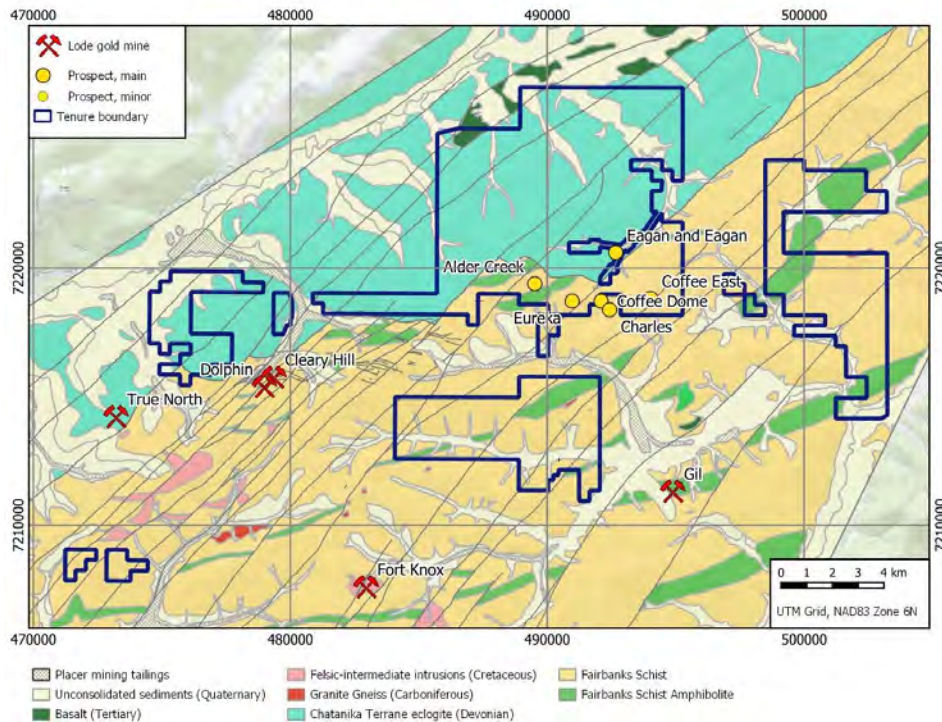 470000
480000
490000
500000
Lode gold mine
Prospect, main
Prospect, minor
Tenure boundary
Eagan and Eagan
7220000
7220000
Alder Creek
Coffee East
Coffee Dome
Eureka
Charles
Cleary Hill
Dolphin
True North
Gil
7210000
7210000
Fort Knox
0 1 2 3 4 km
UTM Grid, NAD83 Zone 6N
470000
480000
490000
500000
Placer mining tailings
Unconsolidated sediments (Quaternary)
Basalt (Tertiary)
Felsic-intermediate intrusions (Cretaceous)
Granite Gneiss (Carboniferous)
Chatanika Terrane eclogite (Devonian)
Fairbanks Schist
Fairbanks Schist Amphibolite